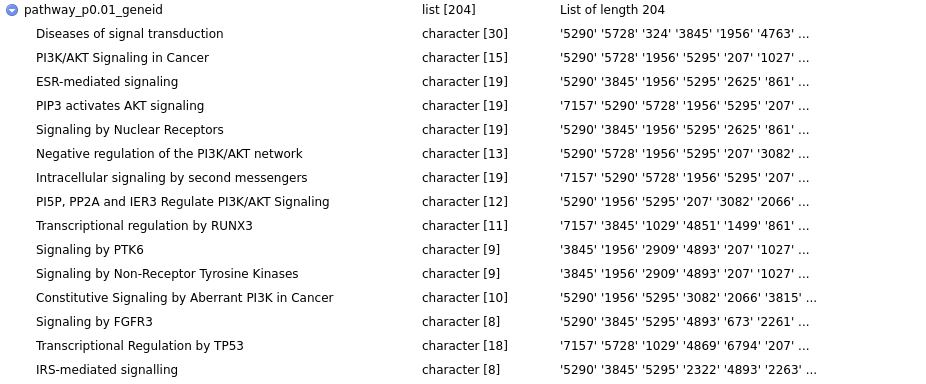 pathway_p0.01_geneid list [204] List of length 204
Diseases of signal transduction character [30] '5290' '5728' '324' '3845' '1956' '4763' ...
PI3K/AKT Signaling in Cancer character [15] '5290' '5728' '1956' '5295' '207' '1027' ...
ESR-mediated signaling character [19] '5290' '3845' '1956' '5295' '2625' '861' ...
PIP3 activates AKT signaling character [19] '7157' '5290' '5728' '1956' '5295' '207' ...
Signaling by Nuclear Receptors character [19] '5290' '3845' '1956' '5295' '2625' '861' ...
Negative regulation of the PI3K/AKT network character [13] '5290' '5728' '1956' '5295' '207' '3082' ...
Intracellular signaling by second messengers character [19] '7157' '5290' '5728' '1956' '5295' '207' ...
PI5P, PP2A and IER3 Regulate PI3K/AKT Signaling character [12] '5290' '1956' '5295' '207' '3082' '2066' ...
Transcriptional regulation by RUNX3 character [11] '7157' '3845' '1029' '4851' '1499' '861' ...
Signaling by PTK6 character [9] '3845' '1956' '2909' '4893' '207' '1027' ...
Signaling by Non-Receptor Tyrosine Kinases character [9] '3845' '1956' '2909' '4893' '207' '1027' ...
Constitutive Signaling by Aberrant PI3K in Cancer character [10] '5290' '1956' '5295' '3082' '2066' '3815' ...
Signaling by FGFR3 character [8] '5290' '3845' '5295' '4893' '673' '2261' ...
Transcriptional Regulation by TP53 character [18] '7157' '5728' '1029' '4869' '6794' '207' ...
IRS-mediated signalling character [8] '5290' '3845' '5295' '2322' '4893' '2263' ...